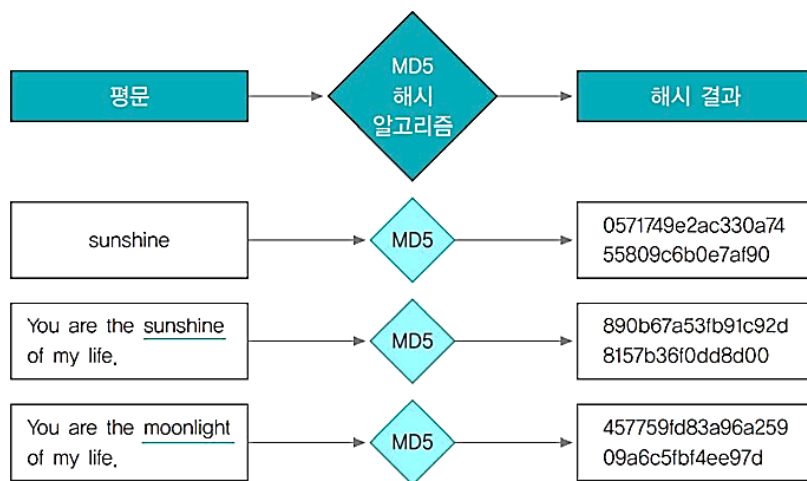 평문
MD5
해시
알고리즘
해시 결과
sunshine
MD5
0571749e2ac330a74
55809c6b0e7af90
You are the sunshine
of my life.
MD5
890b67a53fb91c92d
8157b36f0dd8d00
You are the moonlight
of my life.
MD5
457759fd83a96a259
09a6c5fbf4ee97d